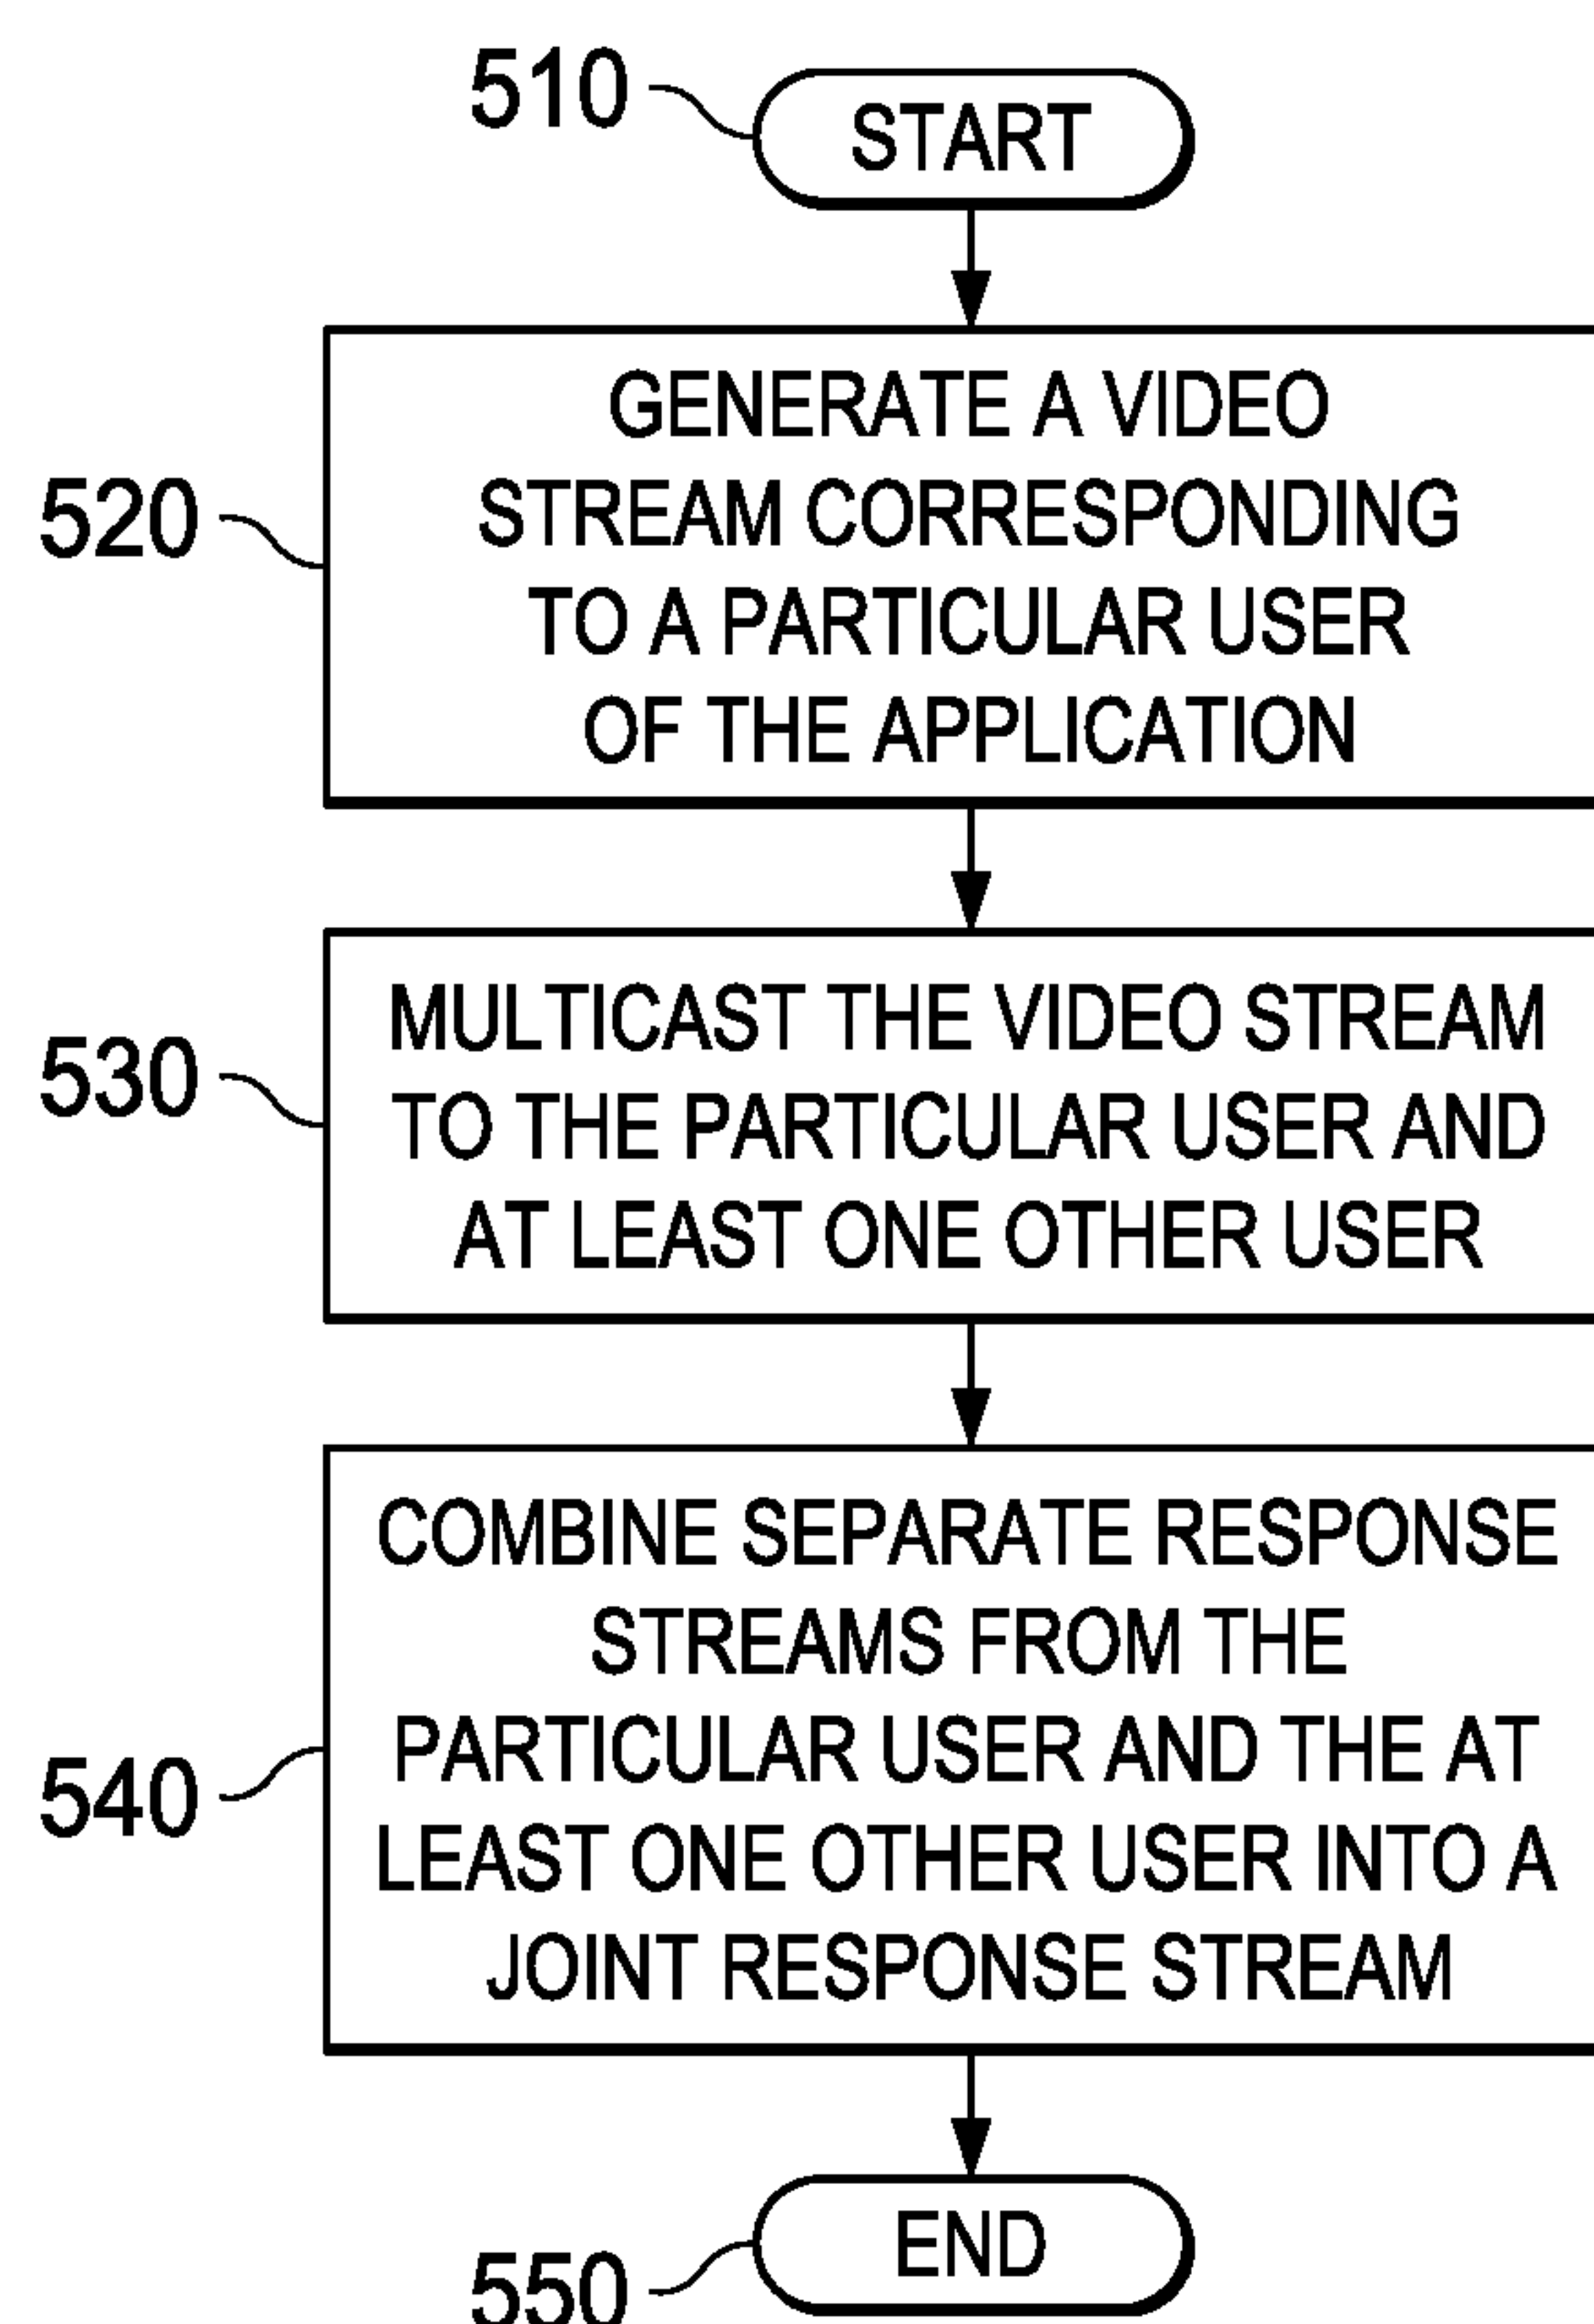 510
START
GENERATE A VIDEO
STREAM CORRESPONDING
TO A PARTICULAR USER
OF THE APPLICATION
520
MULTICAST THE VIDEO STREAM
TO THE PARTICULAR USER AND
AT LEAST ONE OTHER USER
530
COMBINE SEPARATE RESPONSE
STREAMS FROM THE
PARTICULAR USER AND THE AT
LEAST ONE OTHER USER INTO A
JOINT RESPONSE STREAM
540
END
550